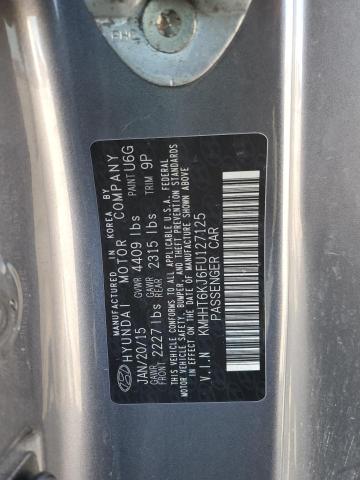 MANUFACTURED IN KOREA BY
HYUNDAI MOTOR COMPANY
JAN/20/15 GVWR 4409 lbs PAINT U6G
GAWR FRONT 2227 lbs GAWR REAR 2315 lbs TRIM 9P
THIS VEHICLE CONFORMS TO ALL APPLICABLE U.S.A. FEDERAL
MOTOR VEHICLE SAFETY, BUMPER, AND THEFT PREVENTION STANDARDS
IN EFFECT ON THE DATE OF MANUFACTURE SHOWN ABOVE.
V.I.N KMHHT6KJ6FU127125
PASSENGER CAR